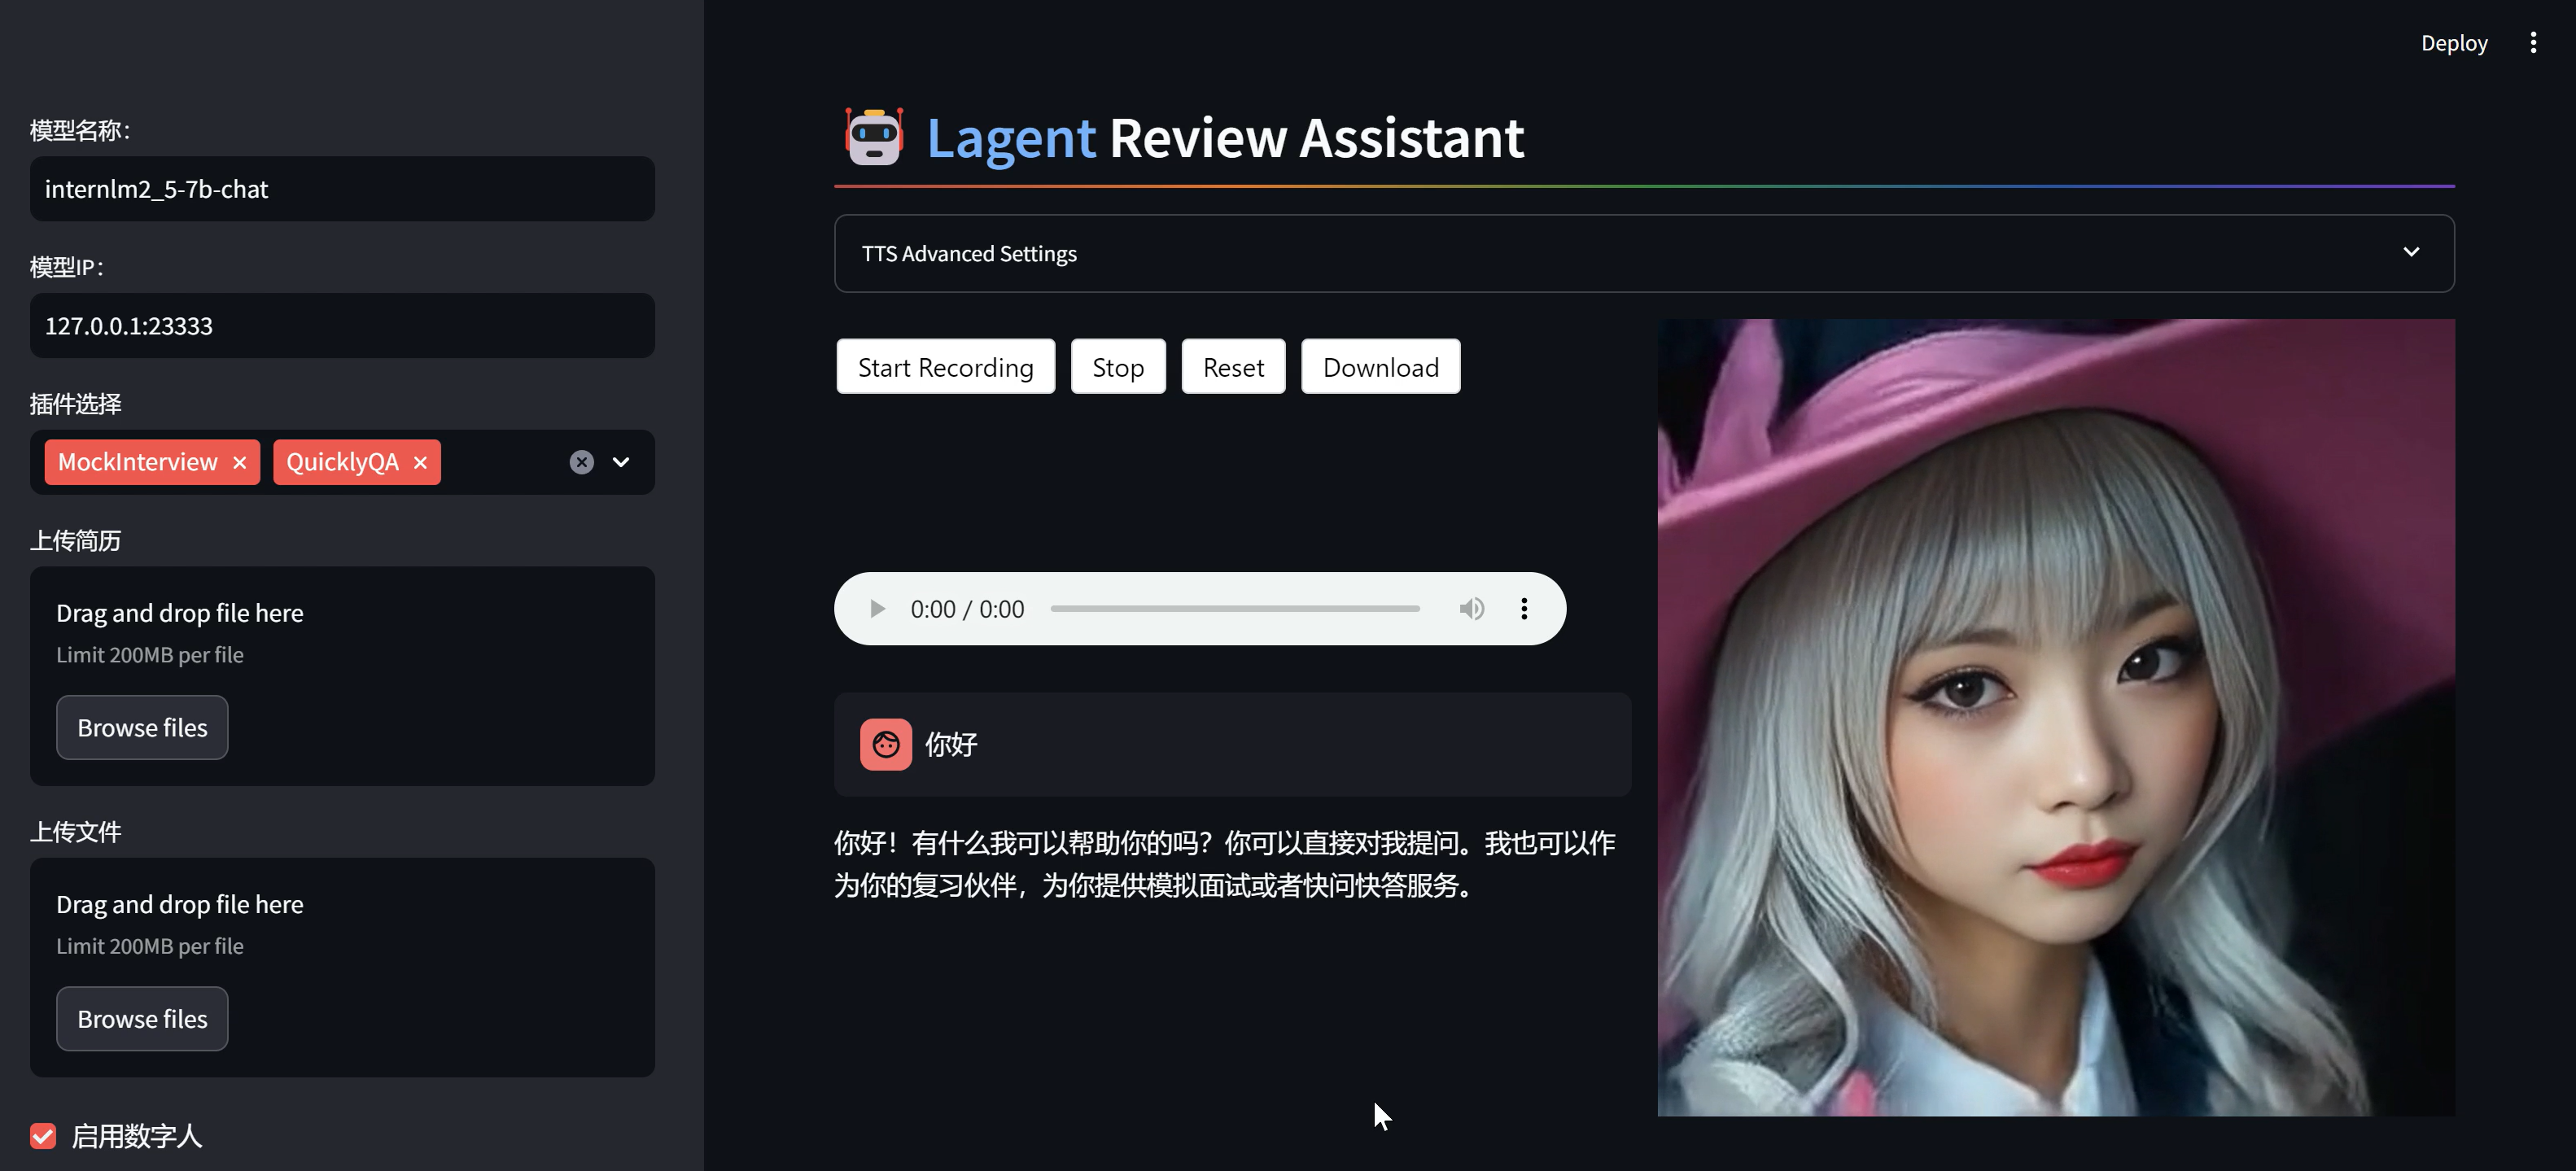 模型名称：
internlm2_5-7b-chat
模型IP：
127.0.0.1:23333
插件选择
MockInterview
QuicklyQA
上传简历
Drag and drop file here
Limit 200MB per file
Browse files
上传文件
Drag and drop file here
Limit 200MB per file
Browse files
启用数字人
Deploy
Lagent Review Assistant
TTS Advanced Settings
Start Recording
Stop
Reset
Download
0:00 / 0:00
你好
你好！有什么我可以帮助你的吗？你可以直接对我提问。我也可以作
为你的复习伙伴，为你提供模拟面试或者快问快答服务。